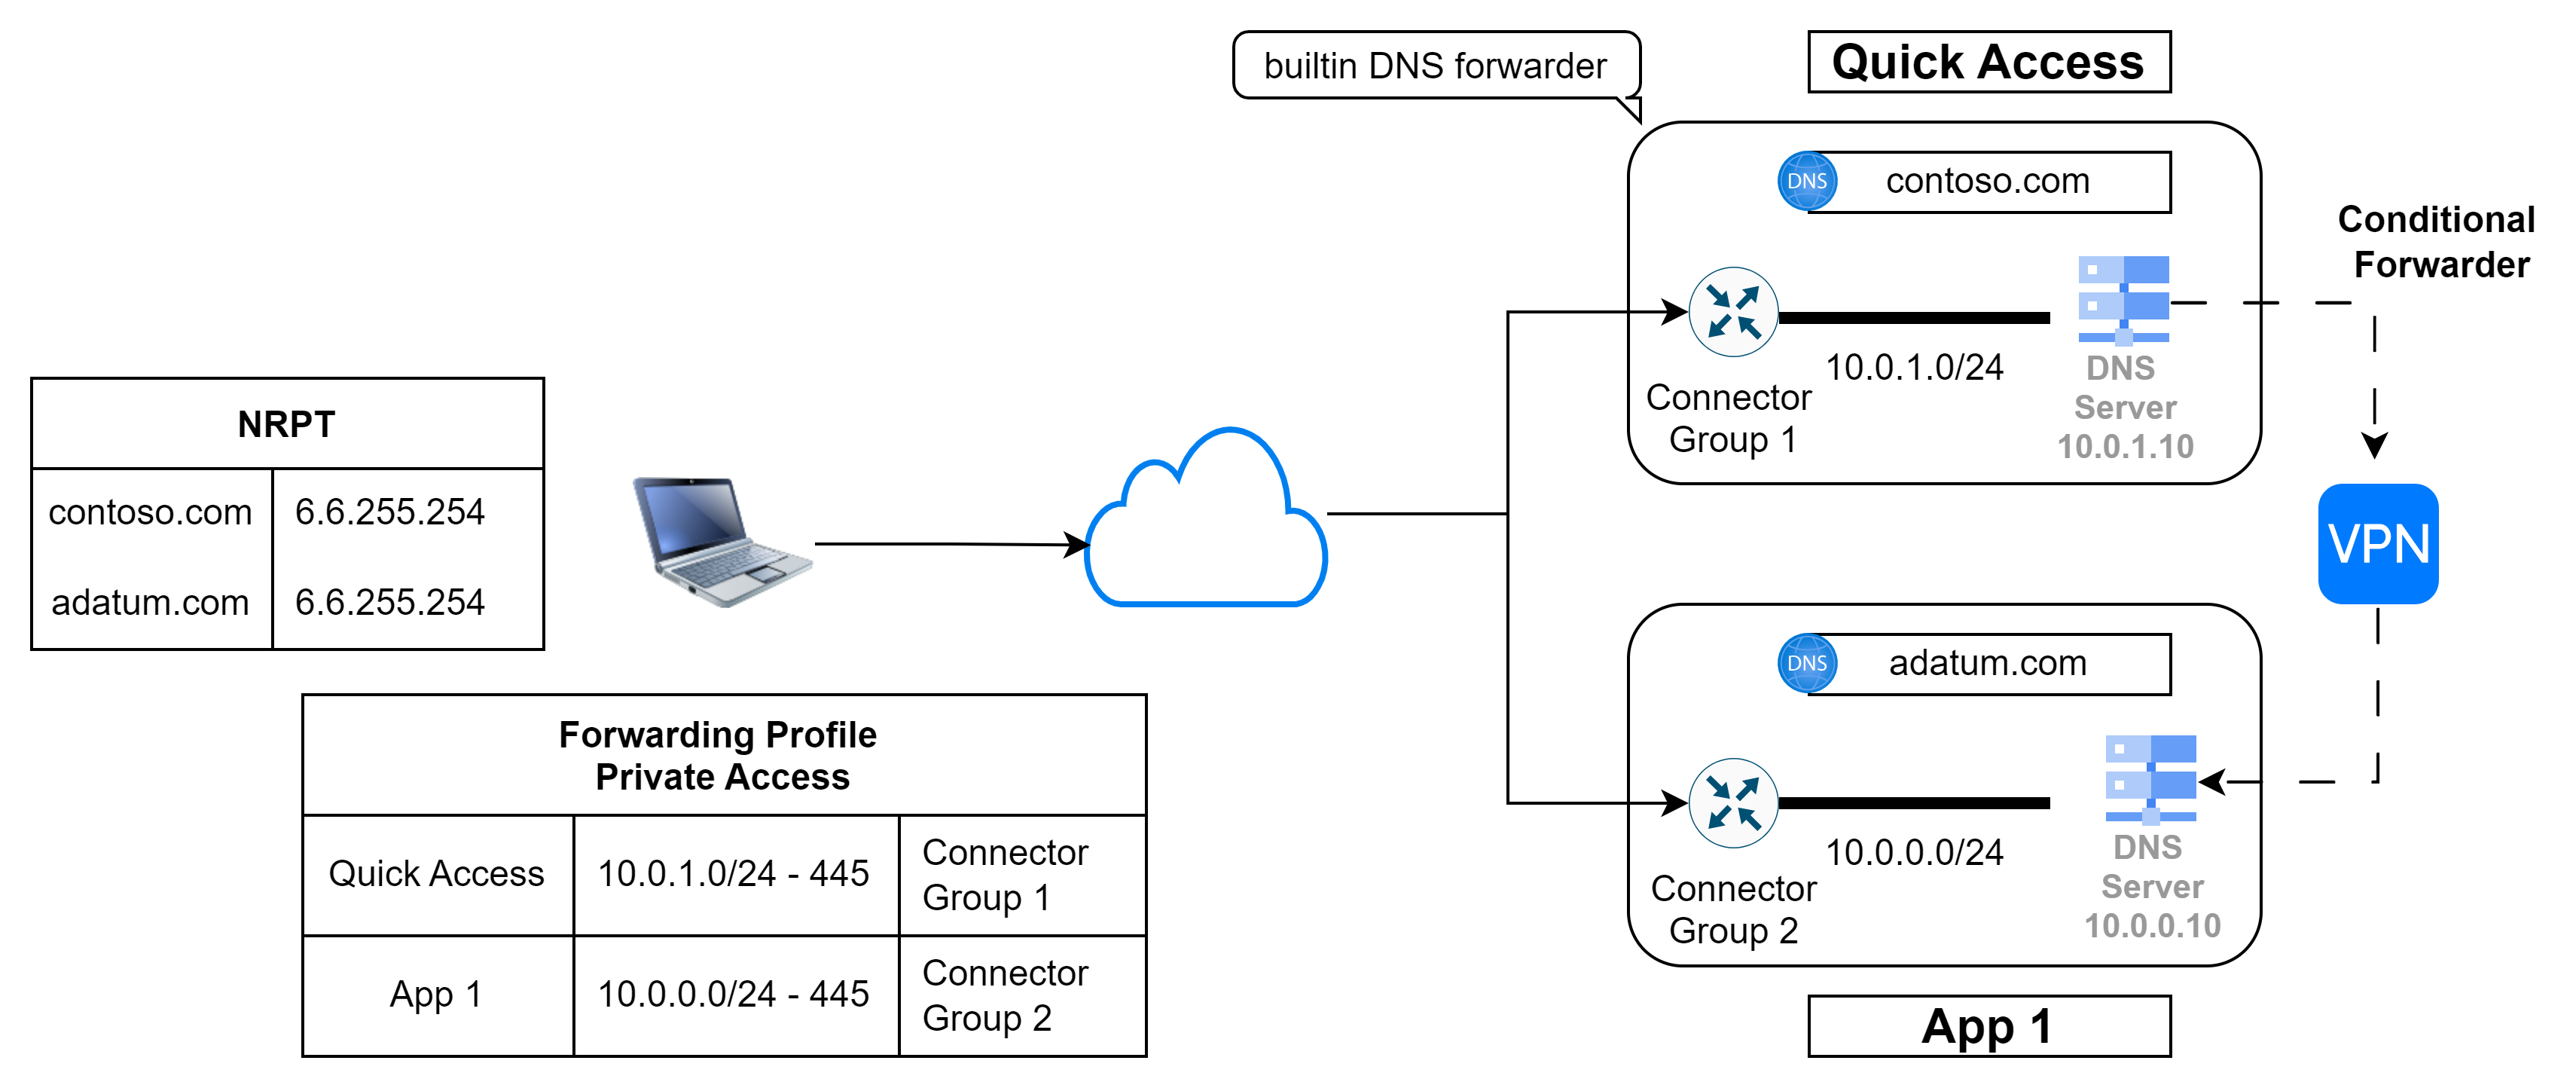 builtin DNS forwarder
Quick Access
DNS
contoso.com
Conditional
Forwarder
10.0.1.0/24
Connector
Group 1
DNS
Server
10.0.1.10
NRPT
contoso.com
6.6.255.254
adatum.com
6.6.255.254
VPN
DNS
adatum.com
10.0.0.0/24
Connector
Group 2
DNS
Server
10.0.0.10
App 1
Forwarding Profile
Private Access
Quick Access
10.0.1.0/24 - 445
Connector
Group 1
App 1
10.0.0.0/24 - 445
Connector
Group 2